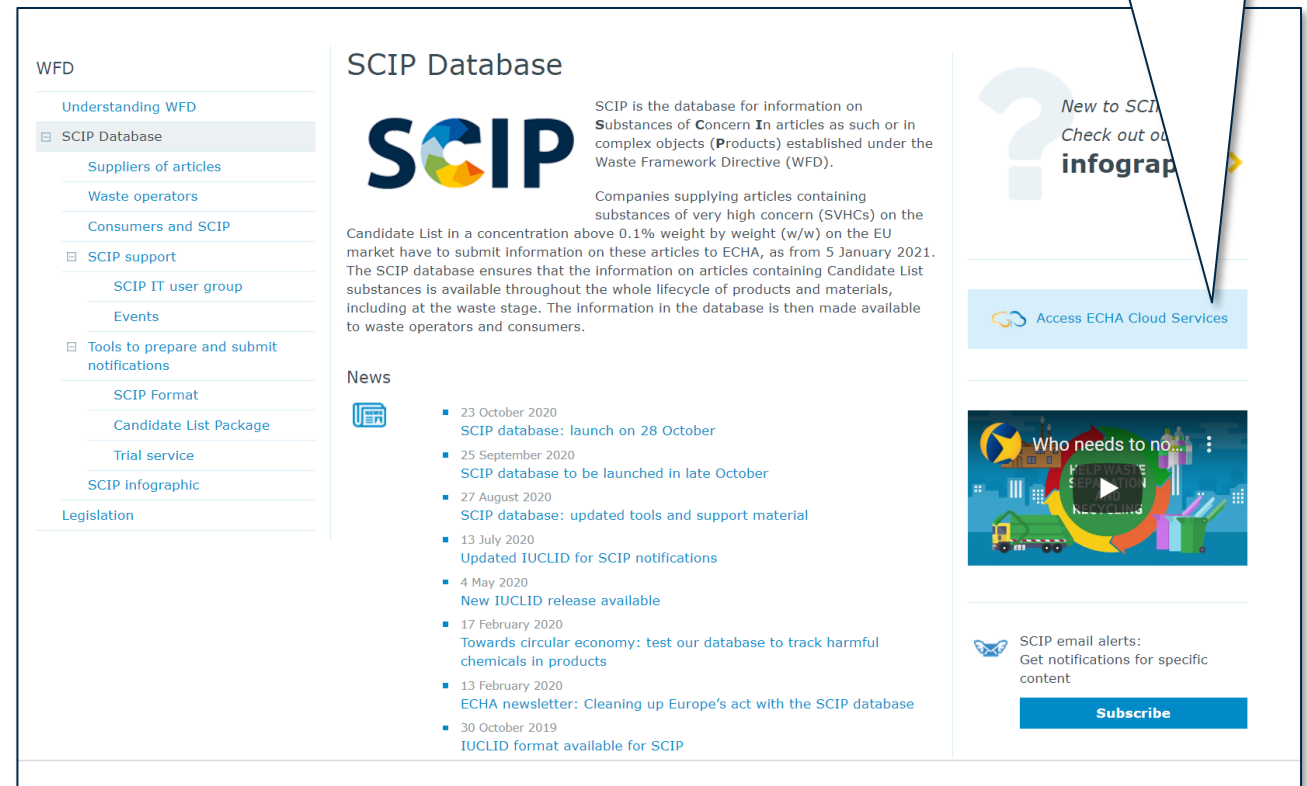 WFD
Understanding WFD
SCIP Database
Suppliers of articles
Waste operators
Consumers and SCIP
SCIP support
SCIP IT user group
Events
Tools to prepare and submit
notifications
SCIP Format
Candidate List Package
Trial service
SCIP infographic
Legislation
SCIP Database
SCIP
SCIP is the database for information on
Substances of Concern In articles as such or in
complex objects (Products) established under the
Waste Framework Directive (WFD).
Companies supplying articles containing
substances of very high concern (SVHCs) on the
Candidate List in a concentration above 0.1% weight by weight (w/w) on the EU
market have to submit information on these articles to ECHA, as from 5 January 2021.
The SCIP database ensures that the information on articles containing Candidate List
substances is available throughout the whole lifecycle of products and materials,
including at the waste stage. The information in the database is then made available
to waste operators and consumers.
News
NEWS
23 October 2020
SCIP database: launch on 28 October
25 September 2020
SCIP database to be launched in late October
27 August 2020
SCIP database: updated tools and support material
13 July 2020
Updated IUCLID for SCIP notifications
4 May 2020
New IUCLID release available
17 February 2020
Towards circular economy: test our database to track harmful
chemicals in products
13 February 2020
ECHA newsletter: Cleaning up Europe's act with the SCIP database
30 October 2019
IUCLID format available for SCIP
?
New to
Check out
Access ECHA Cloud Services
Who needs to no...
HELP WASTE
SEPARATION
AND
RECYCLING
SCIP email alerts:
Get notifications for specific
content
Subscribe